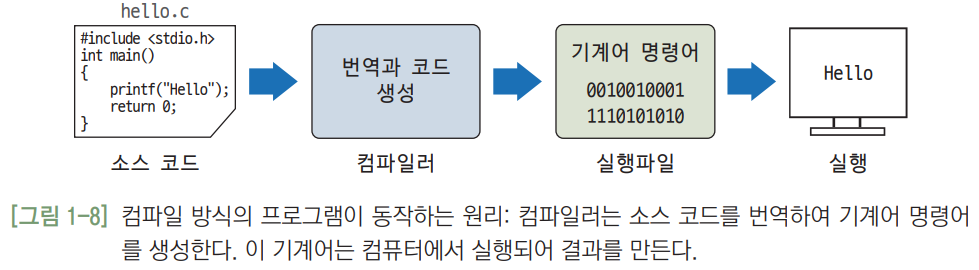 hello.c
#include <stdio.h>
int main()
{
printf("Hello");
return 0;
}
번역과 코드
생성
기계어 명령어
0010010001
1110101010
Hello
소스 코드
컴파일러
실행파일
실행
[그림 1-8] 컴파일 방식의 프로그램이 동작하는 원리: 컴파일러는 소스 코드를 번역하여 기계어 명령어
를 생성한다. 이 기계어는 컴퓨터에서 실행되어 결과를 만든다.